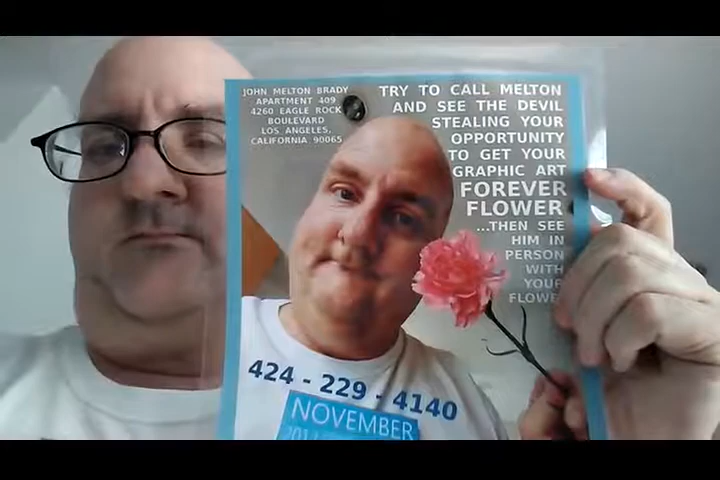 JOHN MELTON BRADY
APARTMENT 409
4260 EAGLE ROCK
BOULEVARD
LOS ANGELES,
CALIFORNIA 90065
TRY TO CALL MELTON
AND SEE THE DEVIL
STEALING YOUR
OPPORTUNITY
TO GET YOUR
GRAPHIC ART
FOREVER
FLOWER
...THEN SEE
HIM IN
PERSON
WITH
YOUR
FLOWE
424 - 229 - 4140
NOVEMBER